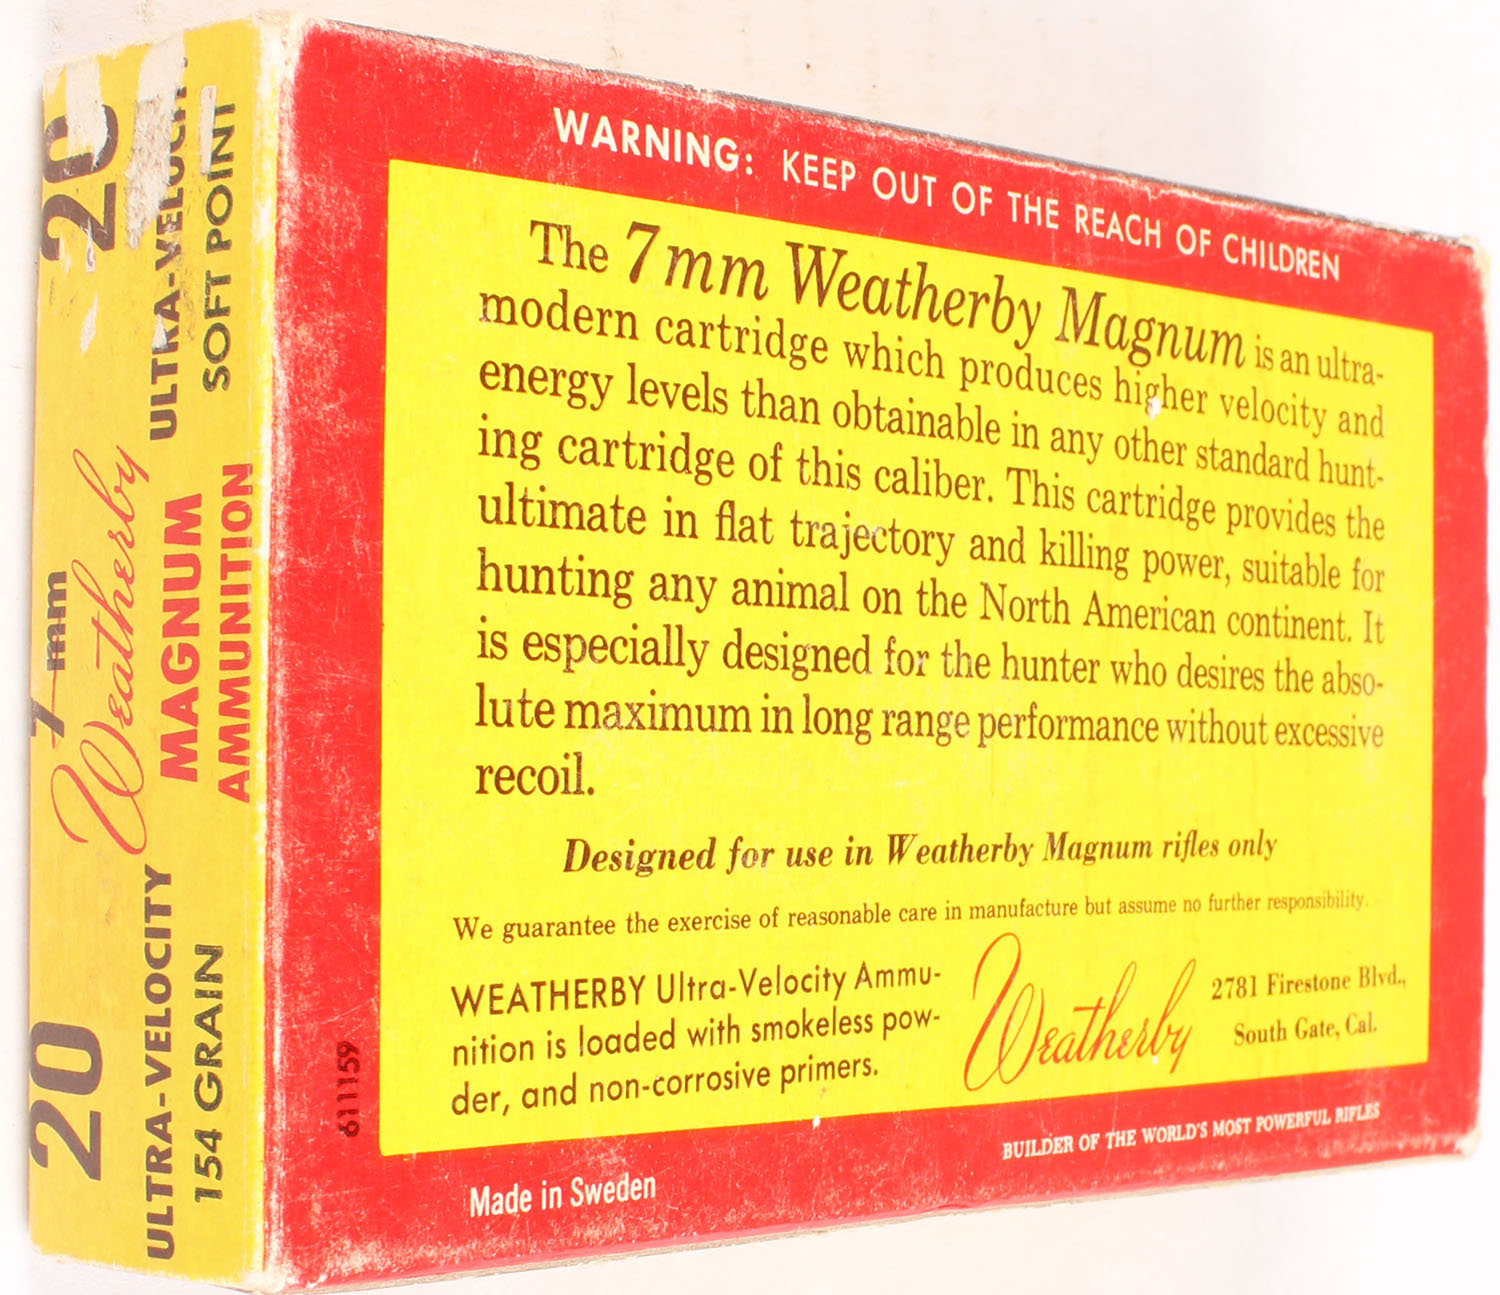 WARNING: KEEP OUT OF THE REACH OF CHILDREN
The 7mm Weatherby Magnum is an ultra-
modern cartridge which produces higher velocity and
energy levels than obtainable in any other standard hunt-
ing cartridge of this caliber. This cartridge provides the
ultimate in flat trajectory and killing power, suitable for
hunting any animal on the North American continent. It
is especially designed for the hunter who desires the abso-
lute maximum in long range performance without excessive
recoil.
Designed for use in Weatherby Magnum rifles only
We guarantee the exercise of reasonable care in manufacture but assume no further responsibility.
WEATHERBY Ultra-Velocity Ammu-
nition is loaded with smokeless pow-
der, and non-corrosive primers.
Weatherby
2781 Firestone Blvd.,
South Gate, Cal.
BUILDER OF THE WORLD'S MOST POWERFUL RIFLES
Made in Sweden
611159
20 7mm 20
Weatherby
ULTRA-VELOCITY MAGNUM ULTRA-VELOCITY
154 GRAIN AMMUNITION SOFT POINT